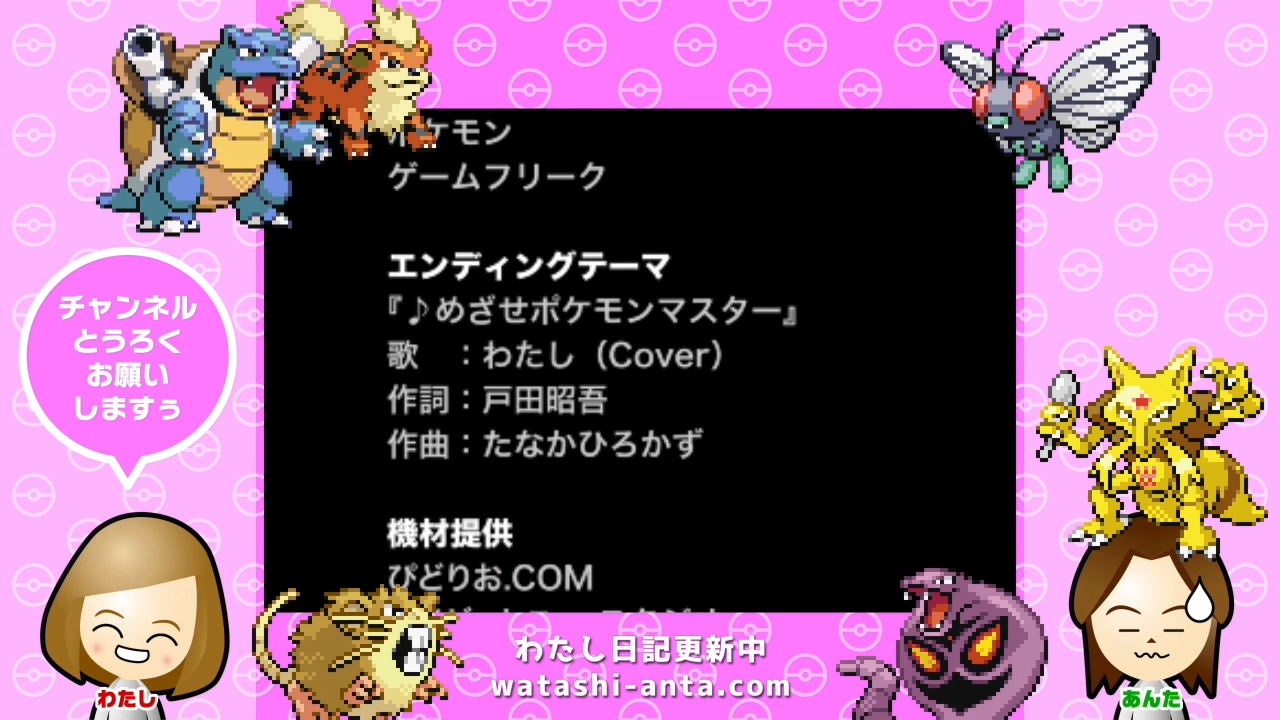 ポケモン
ゲームフリーク
エンディングテーマ
『♪めざせポケモンマスター』
歌　：わたし（Cover）
作詞：戸田昭吾
作曲：たなかひろかず
機材提供
ぴどりお.COM
チャンネル
とうろく
お願い
しますぅ
わたし
わたし日記更新中
watashi-anta.com
あんた